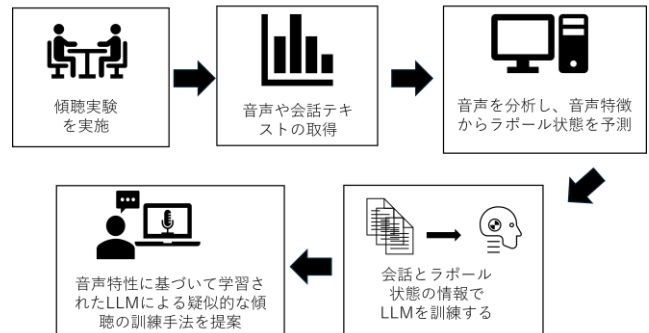 傾聴実験
を実施
音声や会話テキ
ストの取得
音声を分析し、音声特徴
からラポール状態を予測
会話とラポール
状態の情報で
LLMを訓練する
音声特性に基づいて学習さ
れたLLMによる疑似的な傾
聴の訓練手法を提案